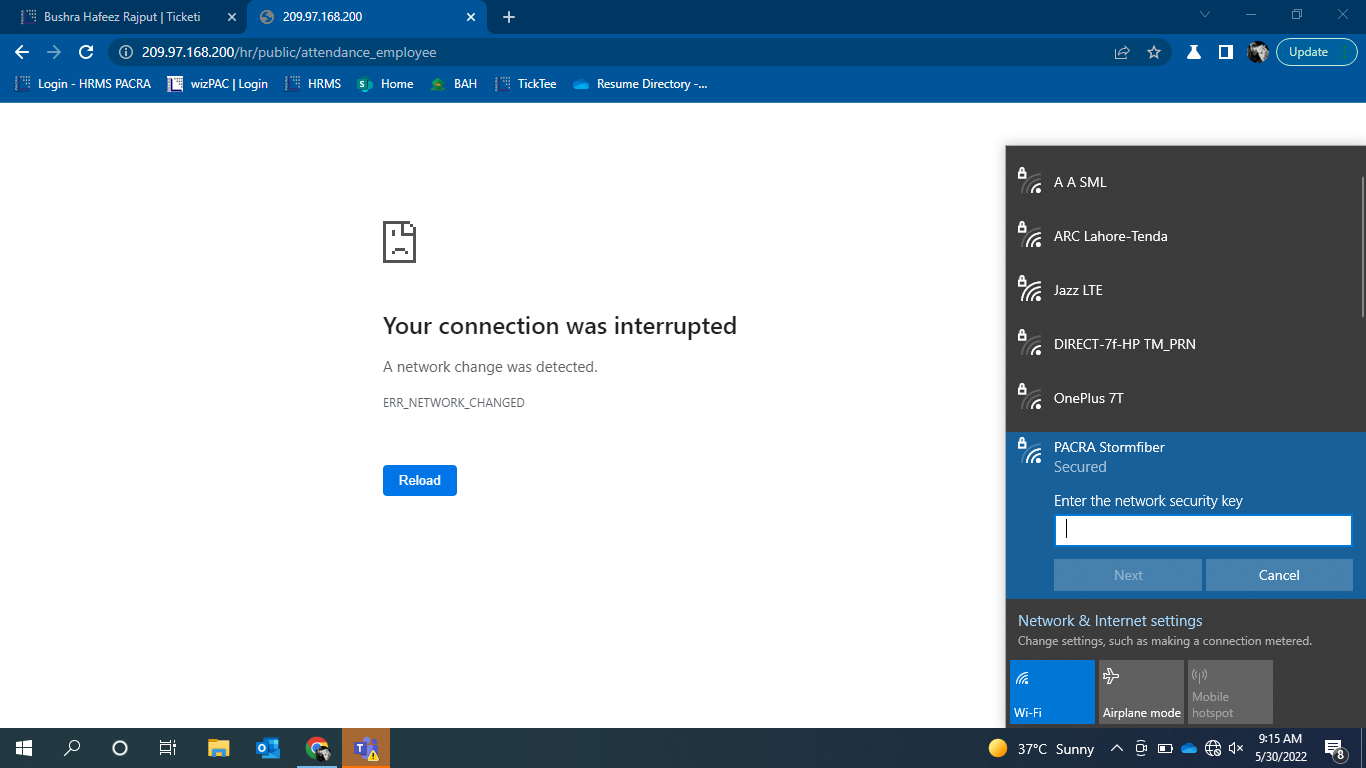 Bushra Hafeez Rajput | Ticketi
209.97.168.200
209.97.168.200/hr/public/attendance_employee
Update
Login - HRMS PACRA
wizPAC | Login
HRMS
Home
BAH
TickTee
Resume Directory -...
Your connection was interrupted
A network change was detected.
ERR_NETWORK_CHANGED
Reload
A A SML
ARC Lahore-Tenda
Jazz LTE
DIRECT-7f-HP TM_PRN
OnePlus 7T
PACRA Stormfiber
Secured
Enter the network security key
Next
Cancel
Network & Internet settings
Change settings, such as making a connection metered.
Wi-Fi
Airplane mode
Mobile
hotspot
37°C Sunny
9:15 AM
5/30/2022
8